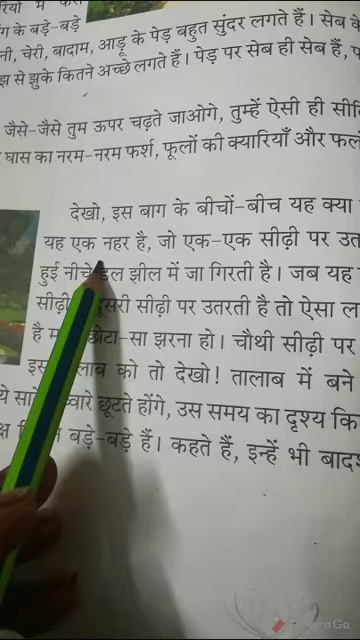 ग के बड़े-बड़े
नी, चेरी, बादाम, आड़ू के पेड़ बहुत सुंदर लगते हैं। सेब के
झ से झुके कितने अच्छे लगते हैं। पेड़ पर सेब ही सेब हैं,
जैसे-जैसे तुम ऊपर चढ़ते जाओगे, तुम्हें ऐसी ही सीढ़ि
घास का नरम-नरम फर्श, फूलों की क्यारियाँ और फल
देखो, इस बाग के बीचों-बीच यह क्या
यह एक नहर है, जो एक-एक सीढ़ी पर उत
हुई नीचे डल झील में जा गिरती है। जब यह
सीढ़ी दूसरी सीढ़ी पर उतरती है तो ऐसा ल
है छोटा-सा झरना हो। चौथी सीढ़ी पर
इस तालाब को तो देखो! तालाब में बने
ये सारे फ़व्वारे छूटते होंगे, उस समय का दृश्य कि
बड़े-बड़े हैं। कहते हैं, इन्हें भी बादश